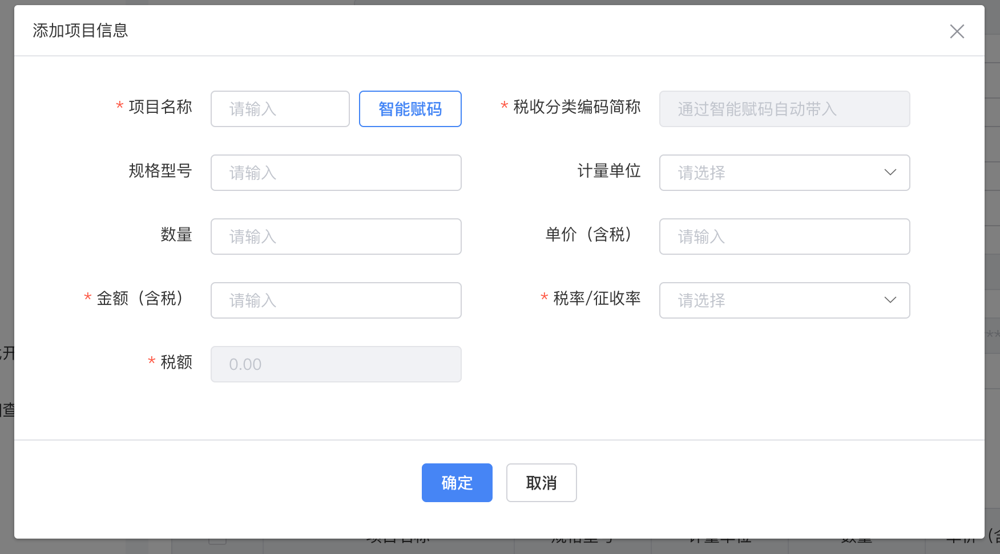 添加项目信息
* 项目名称 请输入 智能赋码 * 税收分类编码简称 通过智能赋码自动带入
规格型号 请输入 计量单位 请选择
数量 请输入 单价（含税） 请输入
* 金额（含税） 请输入 * 税率/征收率 请选择
* 税额 0.00
确定 取消